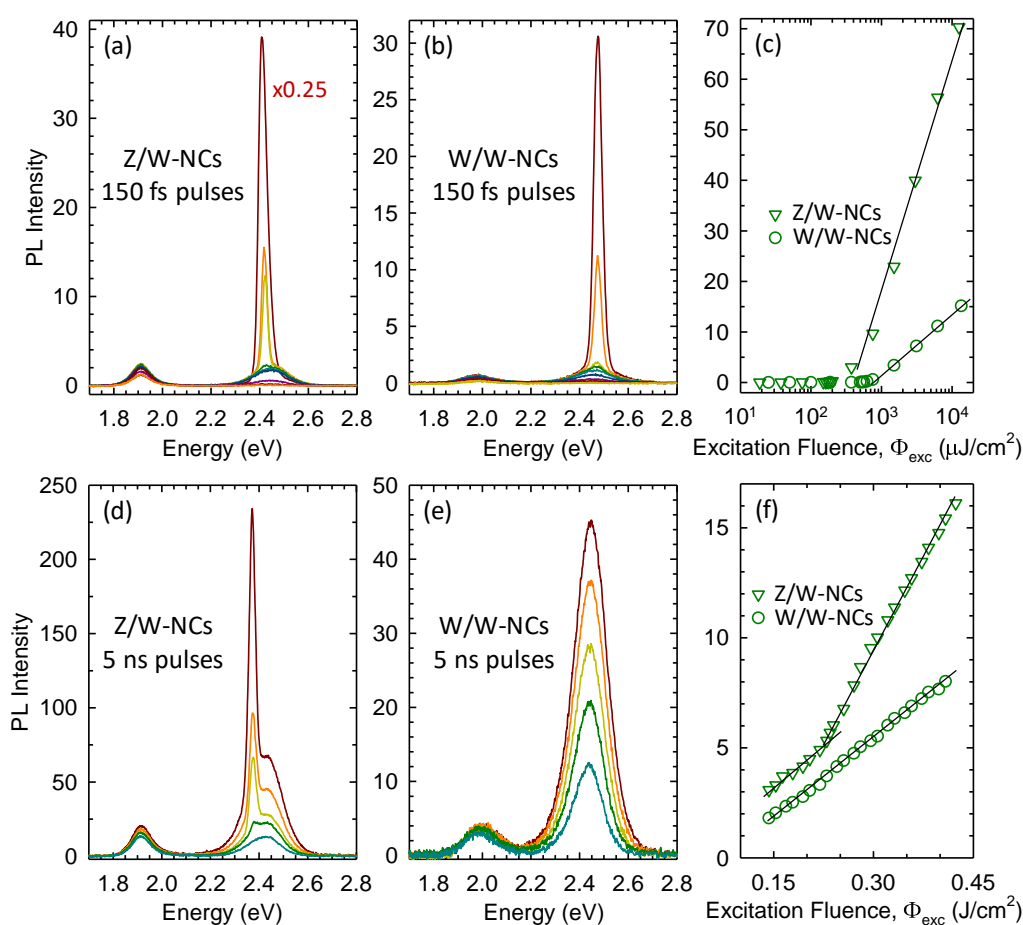 (a)
x0.25
Z/W-NCs
150 fs pulses
PL Intensity
40
30
20
10
0
1.8 2.0 2.2 2.4 2.6 2.8
Energy (eV)
(b)
W/W-NCs
150 fs pulses
30
25
20
15
10
5
0
1.8 2.0 2.2 2.4 2.6 2.8
Energy (eV)
(c)
Z/W-NCs
W/W-NCs
70
60
50
40
30
20
10
0
10¹ 10² 10³ 10⁴
Excitation Fluence, Φexc (μJ/cm²)
(d)
Z/W-NCs
5 ns pulses
PL Intensity
250
200
150
100
50
0
1.8 2.0 2.2 2.4 2.6 2.8
Energy (eV)
(e)
W/W-NCs
5 ns pulses
50
40
30
20
10
0
1.8 2.0 2.2 2.4 2.6 2.8
Energy (eV)
(f)
Z/W-NCs
W/W-NCs
15
10
5
0
0.15 0.30 0.45
Excitation Fluence, Φexc (J/cm²)